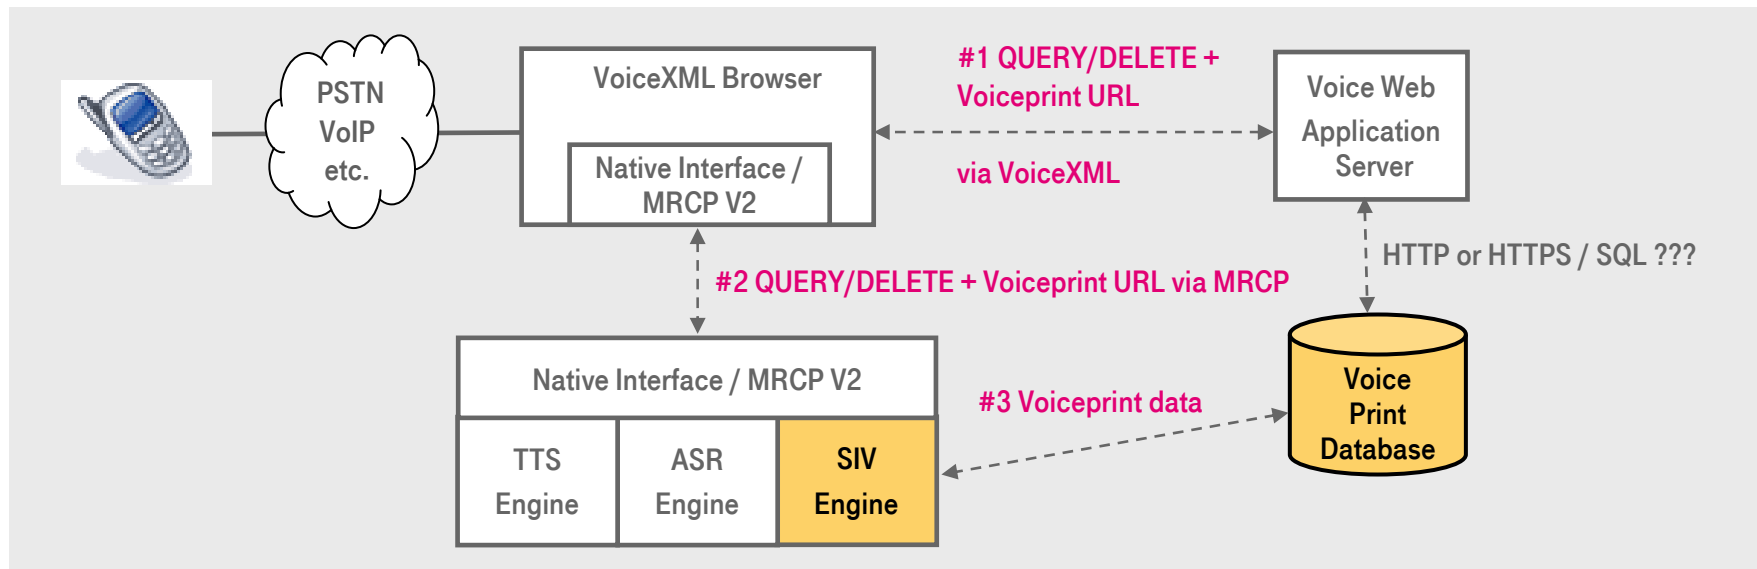 PSTN
VoIP
etc.
VoiceXML Browser
Native Interface /
MRCP V2
#1 QUERY/DELETE +
Voiceprint URL
via VoiceXML
Voice Web
Application
Server
HTTP or HTTPS / SQL ???
#2 QUERY/DELETE + Voiceprint URL via MRCP
Native Interface / MRCP V2
TTS
Engine
ASR
Engine
SIV
Engine
#3 Voiceprint data
Voice
Print
Database